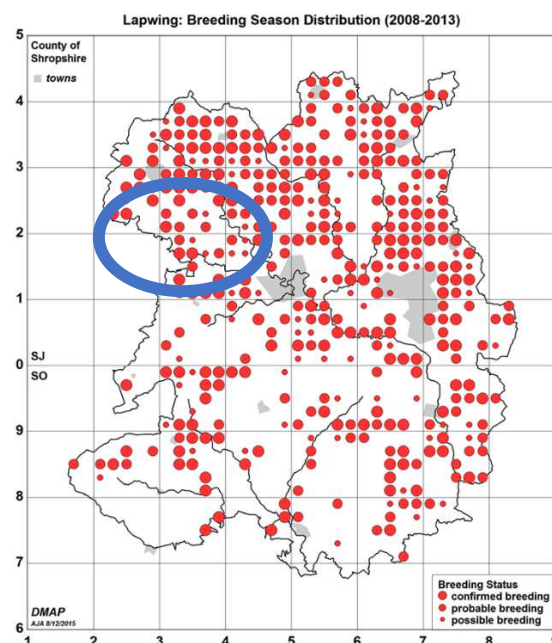 Lapwing: Breeding Season Distribution (2008-2013)
5
County of
Shropshire
towns
4
3
2
1
SJ
0
SO
9
8
7
6
DMAP
AJA 8/12/2015
Breeding Status
confirmed breeding
probable breeding
possible breeding
1 2 3 4 5 6 7 8 9